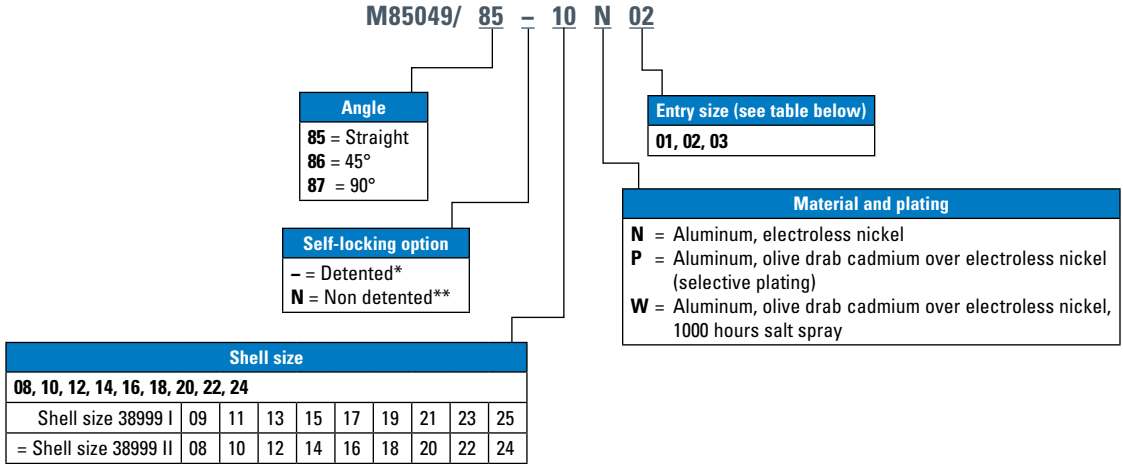 M85049/ 85 – 10 N 02
Angle
85 = Straight
86 = 45°
87 = 90°
Entry size (see table below)
01, 02, 03
Material and plating
N = Aluminum, electroless nickel
P = Aluminum, olive drab cadmium over electroless nickel
(selective plating)
W = Aluminum, olive drab cadmium over electroless nickel,
1000 hours salt spray
Self-locking option
– = Detented*
N = Non detented**
Shell size
08, 10, 12, 14, 16, 18, 20, 22, 24
Shell size 38999 I 09 11 13 15 17 19 21 23 25
= Shell size 38999 II 08 10 12 14 16 18 20 22 24